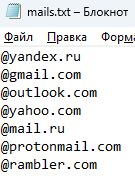 mails.txt – Блокнот
Файл Правка Форма
@yandex.ru
@gmail.com
@outlook.com
@yahoo.com
@mail.ru
@protonmail.com
@rambler.com